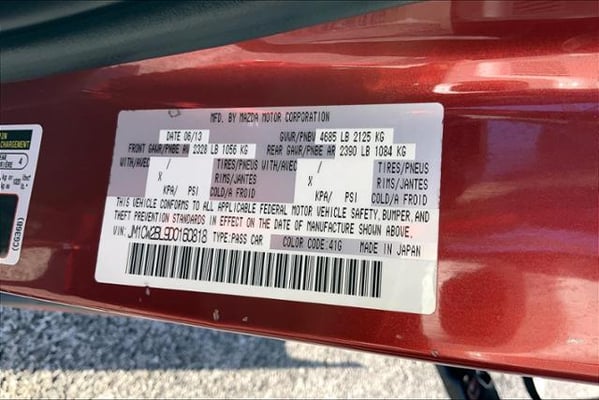 MFD. BY MAZDA MOTOR CORPORATION
DATE 06/13 GVWR/PNBV 4685 LB 2125 KG
FRONT GAWR/PNBE AV 2328 LB 1056 KG REAR GAWR/PNBE AR 2390 LB 1084 KG
WITH/AVEC / TIRES/PNEUS WITH/AVEC / TIRES/PNEUS
X RIMS/JANTES X RIMS/JANTES
KPA/ PSI COLD/A FROID KPA/ PSI COLD/A FROID
THIS VEHICLE CONFORMS TO ALL APPLICABLE FEDERAL MOTOR VEHICLE SAFETY, BUMPER, AND
THEFT PREVENTION STANDARDS IN EFFECT ON THE DATE OF MANUFACTURE SHOWN ABOVE.
VIN: JM1CW2BL9D0160818 TYPE: PASS CAR COLOR CODE: 41G MADE IN JAPAN
CHARGEMENT
4
(CG36B)